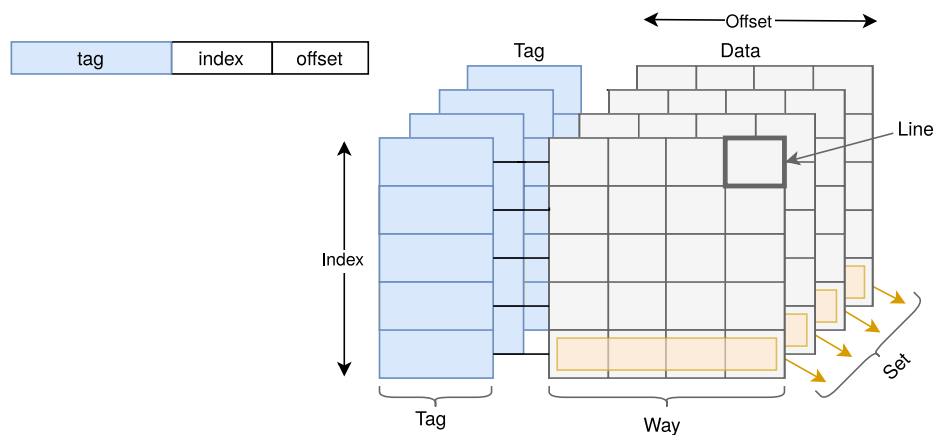 Offset
tag index offset
Tag
Data
Line
Index
Set
Tag
Way